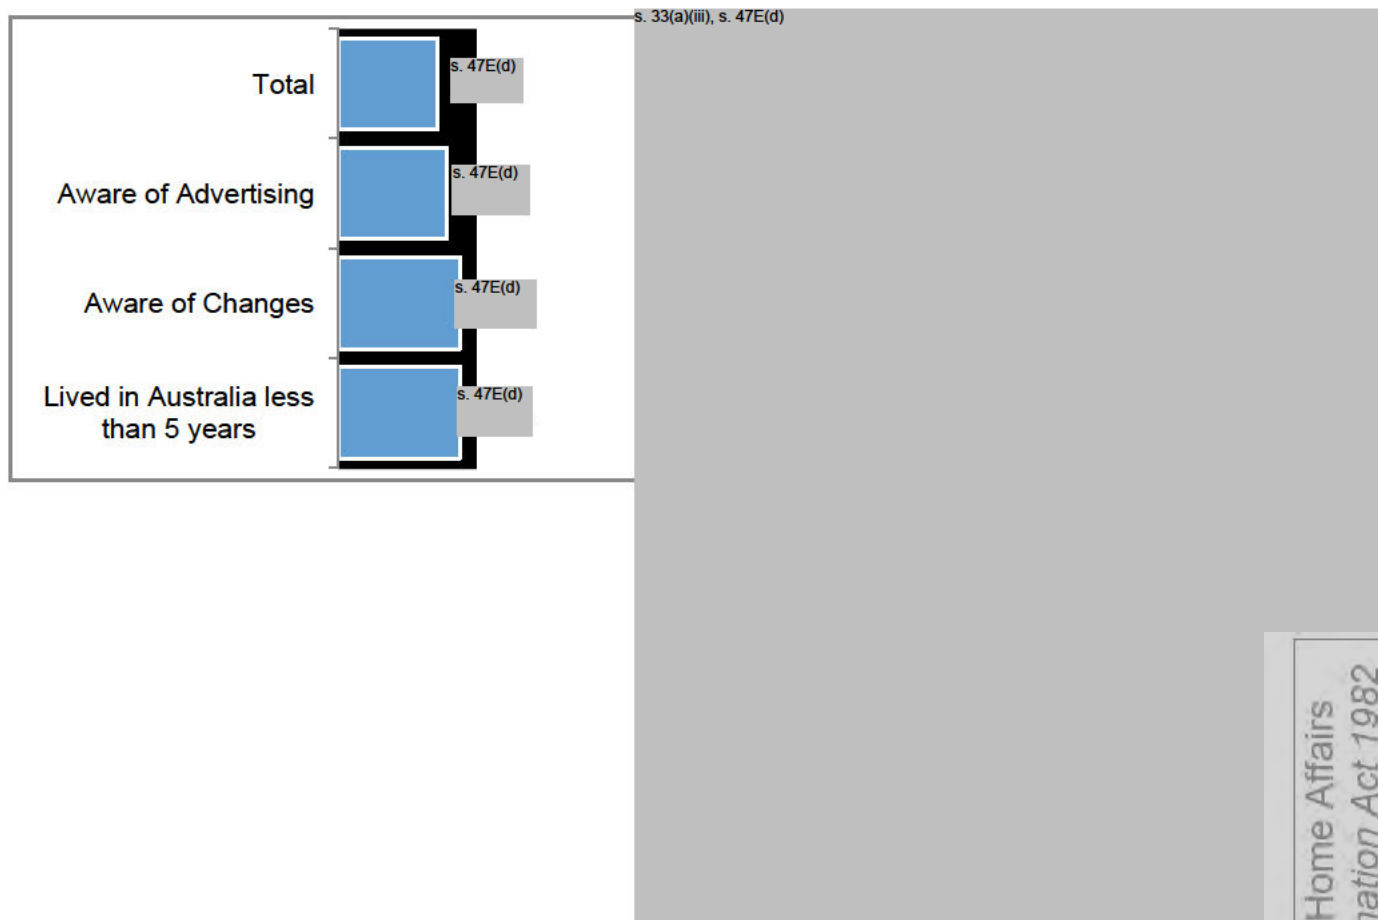 s. 33(a)(iii), s. 47E(d)
Total
s. 47E(d)
Aware of Advertising
s. 47E(d)
Aware of Changes
s. 47E(d)
Lived in Australia less
than 5 years
s. 47E(d)
Home Affairs
Act 1982